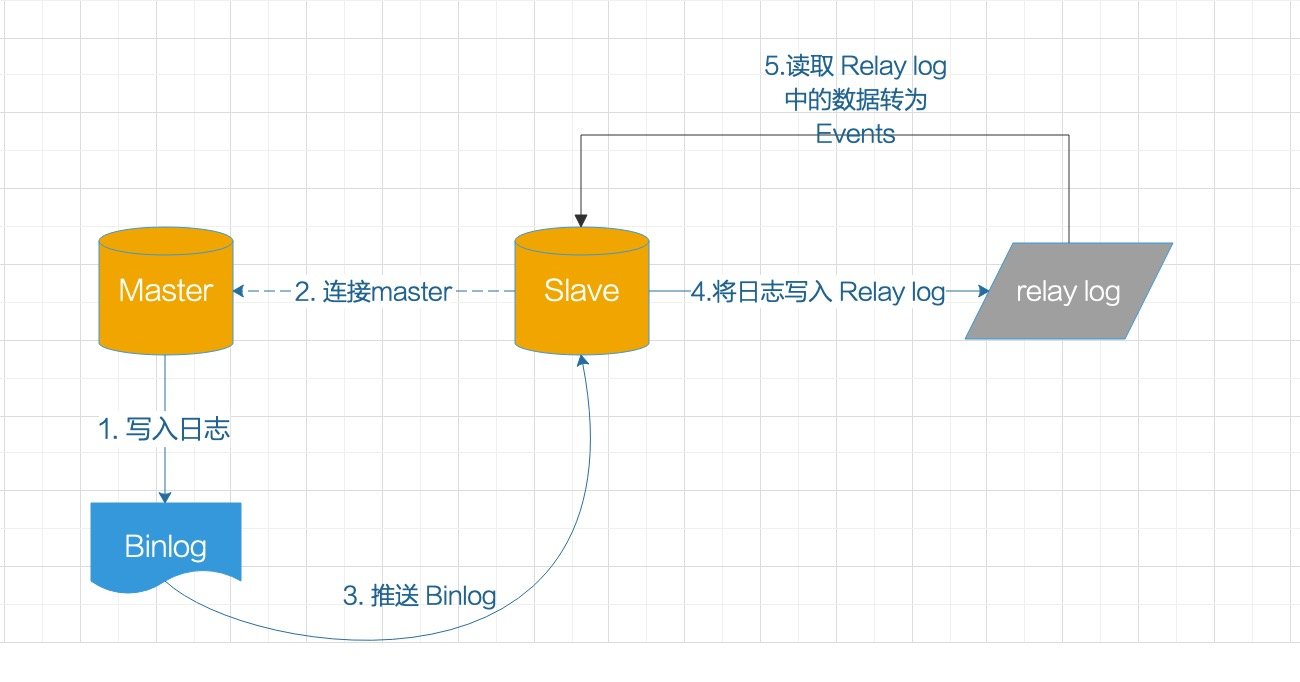 5.读取 Relay log
中的数据转为
Events
Master
2. 连接master
Slave
4.将日志写入 Relay log
relay log
1. 写入日志
Binlog
3. 推送 Binlog